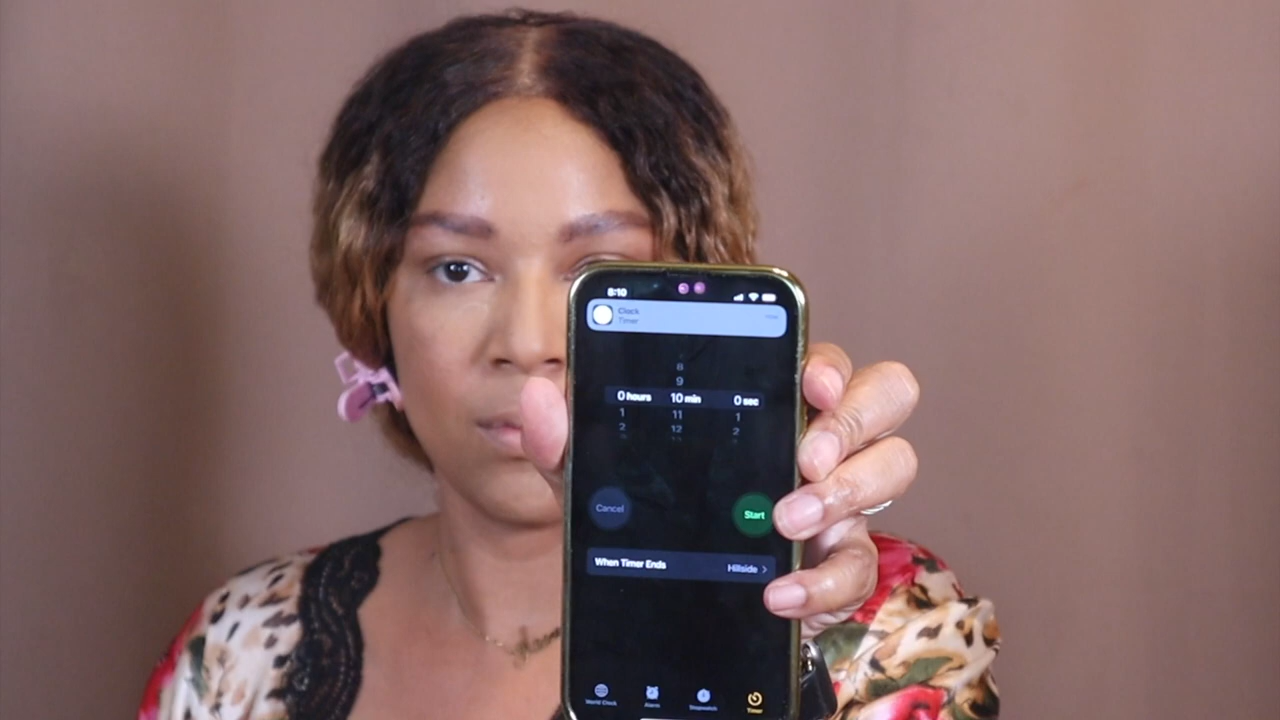 6:10
Clock
Timer
8
9
0 hours 10 min 0 sec
1 11 1
2 12 2
Cancel Start
When Timer Ends Hillside >
World Clock Alarm Stopwatch Timer